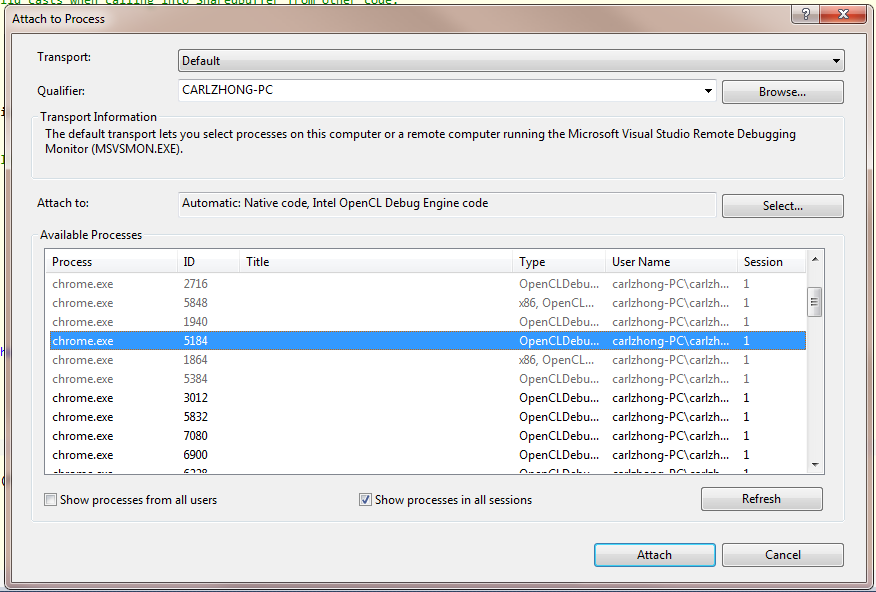 casts when calling into SharedBuffer from other code.
Attach to Process
Transport:
Default
Qualifier:
CARLZHONG-PC
Browse...
Transport Information
The default transport lets you select processes on this computer or a remote computer running the Microsoft Visual Studio Remote Debugging
Monitor (MSVSMON.EXE).
Attach to:
Automatic: Native code, Intel OpenCL Debug Engine code
Select...
Available Processes
Process ID Title Type User Name Session
chrome.exe 2716 OpenCLDebu... carlzhong-PC\carlzh... 1
chrome.exe 5848 x86, OpenCL... carlzhong-PC\carlzh... 1
chrome.exe 1940 OpenCLDebu... carlzhong-PC\carlzh... 1
chrome.exe 5184 OpenCLDebu... carlzhong-PC\carlzh... 1
chrome.exe 1864 x86, OpenCL... carlzhong-PC\carlzh... 1
chrome.exe 5384 OpenCLDebu... carlzhong-PC\carlzh... 1
chrome.exe 3012 OpenCLDebu... carlzhong-PC\carlzh... 1
chrome.exe 5832 OpenCLDebu... carlzhong-PC\carlzh... 1
chrome.exe 7080 OpenCLDebu... carlzhong-PC\carlzh... 1
chrome.exe 6900 OpenCLDebu... carlzhong-PC\carlzh... 1
Show processes from all users
Show processes in all sessions
Refresh
Attach
Cancel